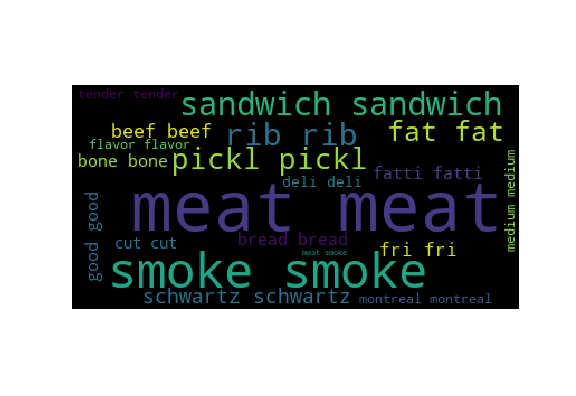 tender tender
sandwich sandwich
beef beef
rib rib
fat fat
flavor flavor
bone bone
pickl pickl
fatti fatti
medium medium
deli deli
meat meat
good good
cut cut
bread bread
fri fri
meat smoke
smoke smoke
schwartz schwartz
montreal montreal